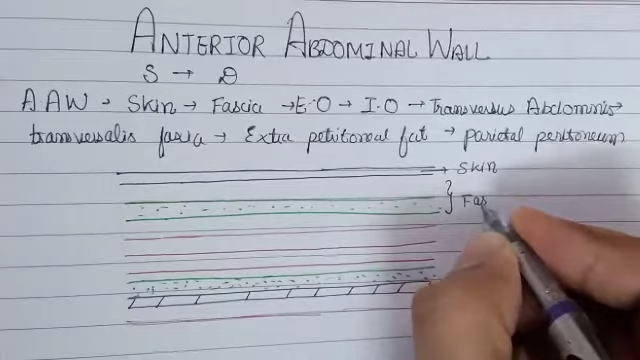 ANTERIOR ABDOMINAL WALL
S → D
AAW • Skin → Fascia → E.O → I.O → Transversus Abdominis →
transversalis fascia → Extra peritoneal fat → parietal peritoneum
→ Skin
} Fas